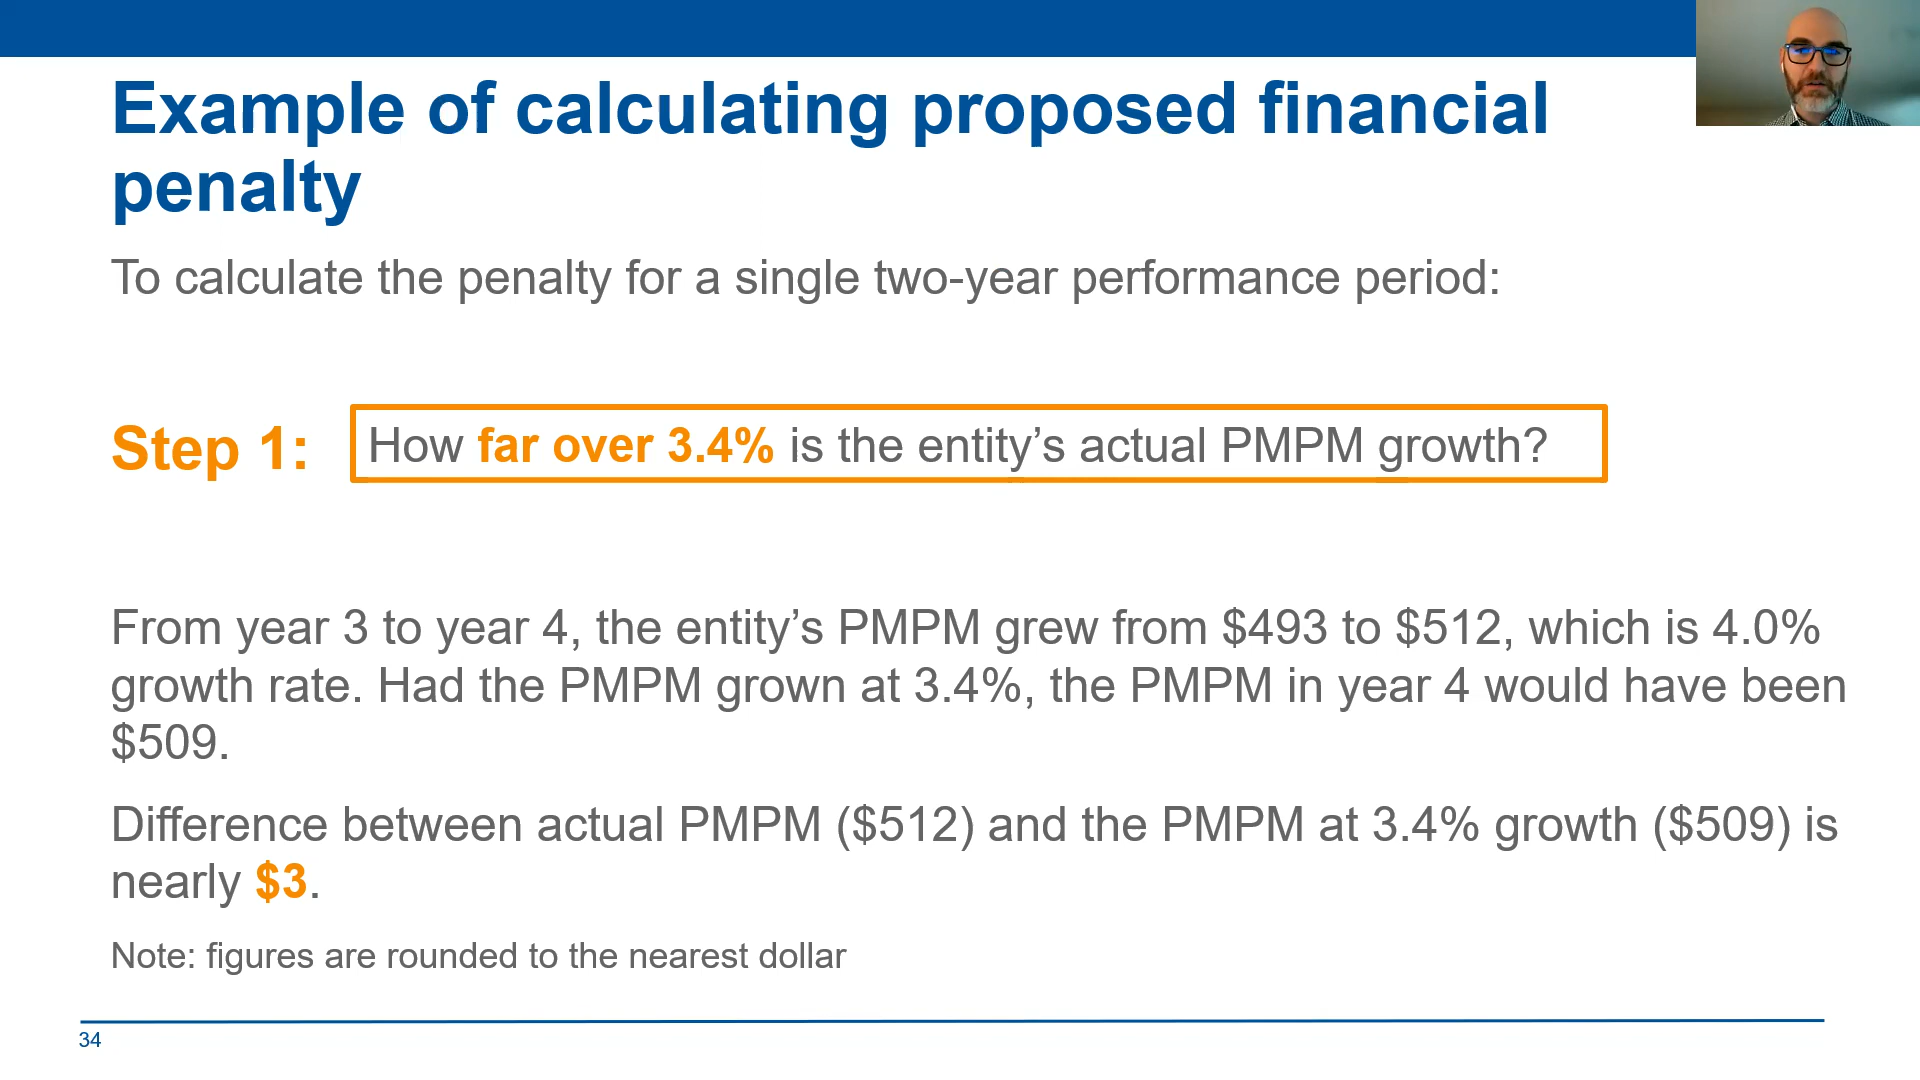 Example of calculating proposed financial
penalty
To calculate the penalty for a single two-year performance period:
Step 1:
How far over 3.4% is the entity’s actual PMPM growth?
From year 3 to year 4, the entity’s PMPM grew from $493 to $512, which is 4.0%
growth rate. Had the PMPM grown at 3.4%, the PMPM in year 4 would have been
$509.
Difference between actual PMPM ($512) and the PMPM at 3.4% growth ($509) is
nearly $3.
Note: figures are rounded to the nearest dollar
34